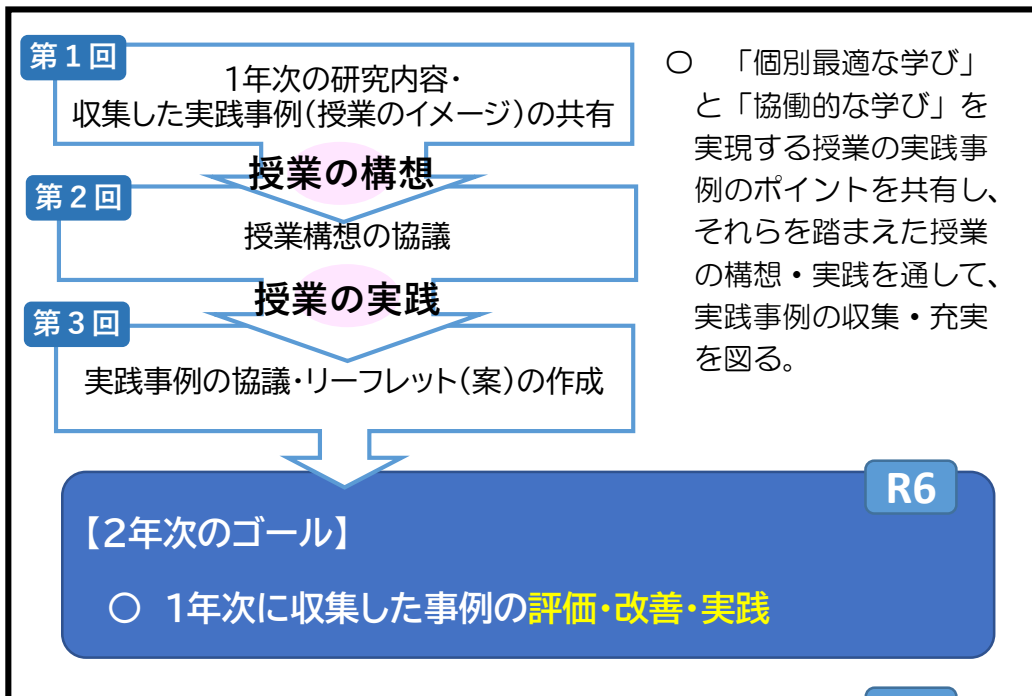 第1回
1年次の研究内容・
収集した実践事例(授業のイメージ)の共有
授業の構想
第2回
授業構想の協議
授業の実践
第3回
実践事例の協議・リーフレット(案)の作成
○　「個別最適な学び」
と「協働的な学び」を
実現する授業の実践事
例のポイントを共有し、
それらを踏まえた授業
の構想・実践を通して、
実践事例の収集・充実
を図る。
R6
【2年次のゴール】
○ 1年次に収集した事例の評価・改善・実践